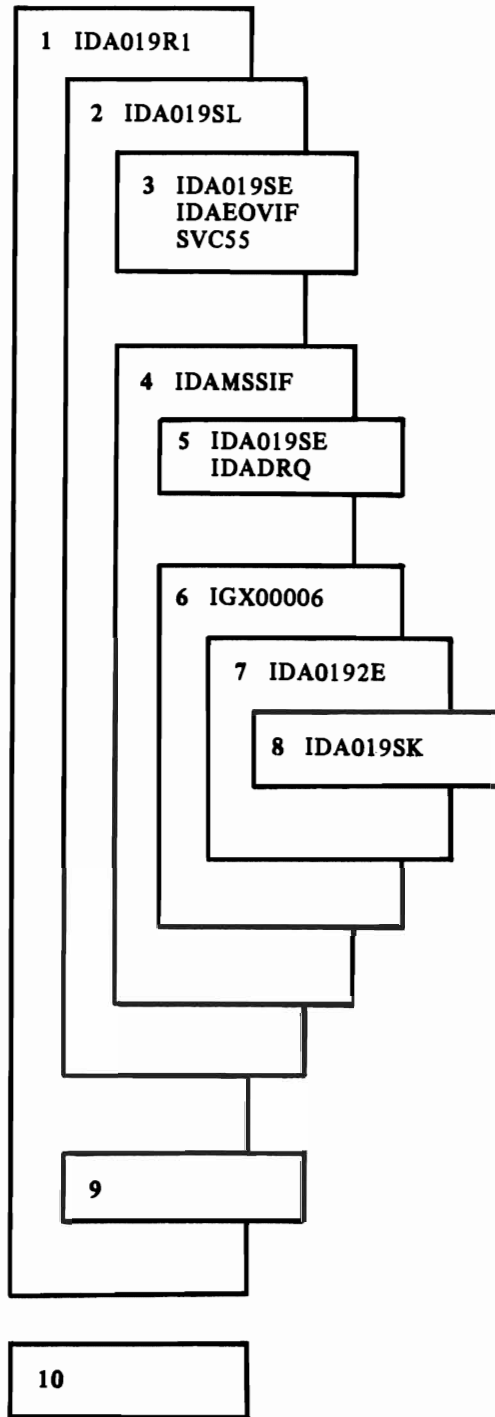 1 IDA019R1
2 IDA019SL
3 IDA019SE
IDAEOVIF
SVC55
4 IDAMSSIF
5 IDA019SE
IDADRQ
6 IGX00006
7 IDA0192E
8 IDA019SK
9
10